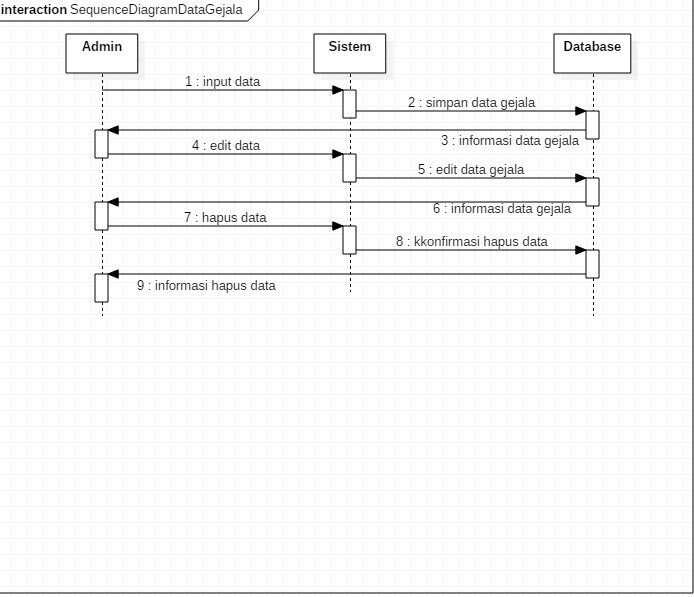 interaction SequenceDiagramDataGejala
Admin
Sistem
Database
1 : input data
2 : simpan data gejala
3 : informasi data gejala
4 : edit data
5 : edit data gejala
6 : informasi data gejala
7 : hapus data
8 : kkonfirmasi hapus data
9 : informasi hapus data